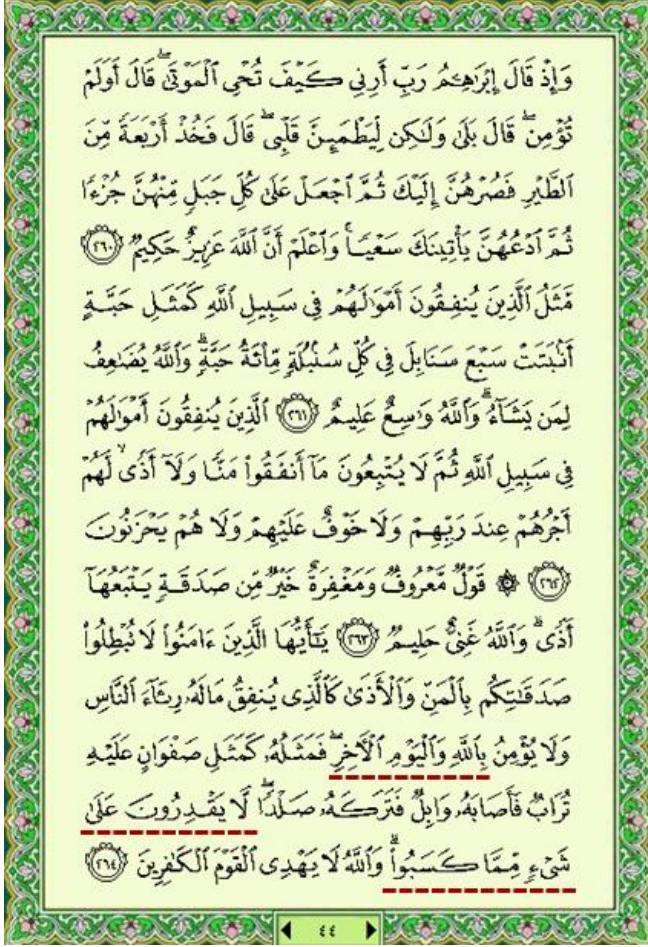 وَإِذْ قَالَ إِبْرَٰهِـۧمُ رَبِّ أَرِنِى كَيْفَ تُحْىِ ٱلْمَوْتَىٰ ۖ قَالَ أَوَلَمْ
تُؤْمِن ۖ قَالَ بَلَىٰ وَلَٰكِن لِّيَطْمَئِنَّ قَلْبِى ۖ قَالَ فَخُذْ أَرْبَعَةً مِّنَ
ٱلطَّيْرِ فَصُرْهُنَّ إِلَيْكَ ثُمَّ ٱجْعَلْ عَلَىٰ كُلِّ جَبَلٍ مِّنْهُنَّ جُزْءًا
ثُمَّ ٱدْعُهُنَّ يَأْتِينَكَ سَعْيًا ۚ وَٱعْلَمْ أَنَّ ٱللَّهَ عَزِيزٌ حَكِيمٌ ﴿٢٦٠﴾
مَّثَلُ ٱلَّذِينَ يُنفِقُونَ أَمْوَٰلَهُمْ فِى سَبِيلِ ٱللَّهِ كَمَثَلِ حَبَّةٍ
أَنۢبَتَتْ سَبْعَ سَنَابِلَ فِى كُلِّ سُنۢبُلَةٍ مِّا۟ئَةُ حَبَّةٍ ۗ وَٱللَّهُ يُضَٰعِفُ
لِمَن يَشَآءُ ۗ وَٱللَّهُ وَٰسِعٌ عَلِيمٌ ﴿٢٦١﴾ ٱلَّذِينَ يُنفِقُونَ أَمْوَٰلَهُمْ
فِى سَبِيلِ ٱللَّهِ ثُمَّ لَا يُتْبِعُونَ مَآ أَنفَقُوا۟ مَنًّا وَلَآ أَذًى ۙ لَّهُمْ
أَجْرُهُمْ عِندَ رَبِّهِمْ وَلَا خَوْفٌ عَلَيْهِمْ وَلَا هُمْ يَحْزَنُونَ
﴿٢٦٢﴾ ۞ قَوْلٌ مَّعْرُوفٌ وَمَغْفِرَةٌ خَيْرٌ مِّن صَدَقَةٍ يَتْبَعُهَآ
أَذًى ۗ وَٱللَّهُ غَنِىٌّ حَلِيمٌ ﴿٢٦٣﴾ يَٰٓأَيُّهَا ٱلَّذِينَ ءَامَنُوا۟ لَا تُبْطِلُوا۟
صَدَقَٰتِكُم بِٱلْمَنِّ وَٱلْأَذَىٰ كَٱلَّذِى يُنفِقُ مَالَهُۥ رِئَآءَ ٱلنَّاسِ
وَلَا يُؤْمِنُ بِٱللَّهِ وَٱلْيَوْمِ ٱلْءَاخِرِ ۖ فَمَثَلُهُۥ كَمَثَلِ صَفْوَانٍ عَلَيْهِ
تُرَابٌ فَأَصَابَهُۥ وَابِلٌ فَتَرَكَهُۥ صَلْدًا ۖ لَّا يَقْدِرُونَ عَلَىٰ
شَىْءٍ مِّمَّا كَسَبُوا۟ ۗ وَٱللَّهُ لَا يَهْدِى ٱلْقَوْمَ ٱلْكَٰفِرِينَ ﴿٢٦٤﴾
٤٤